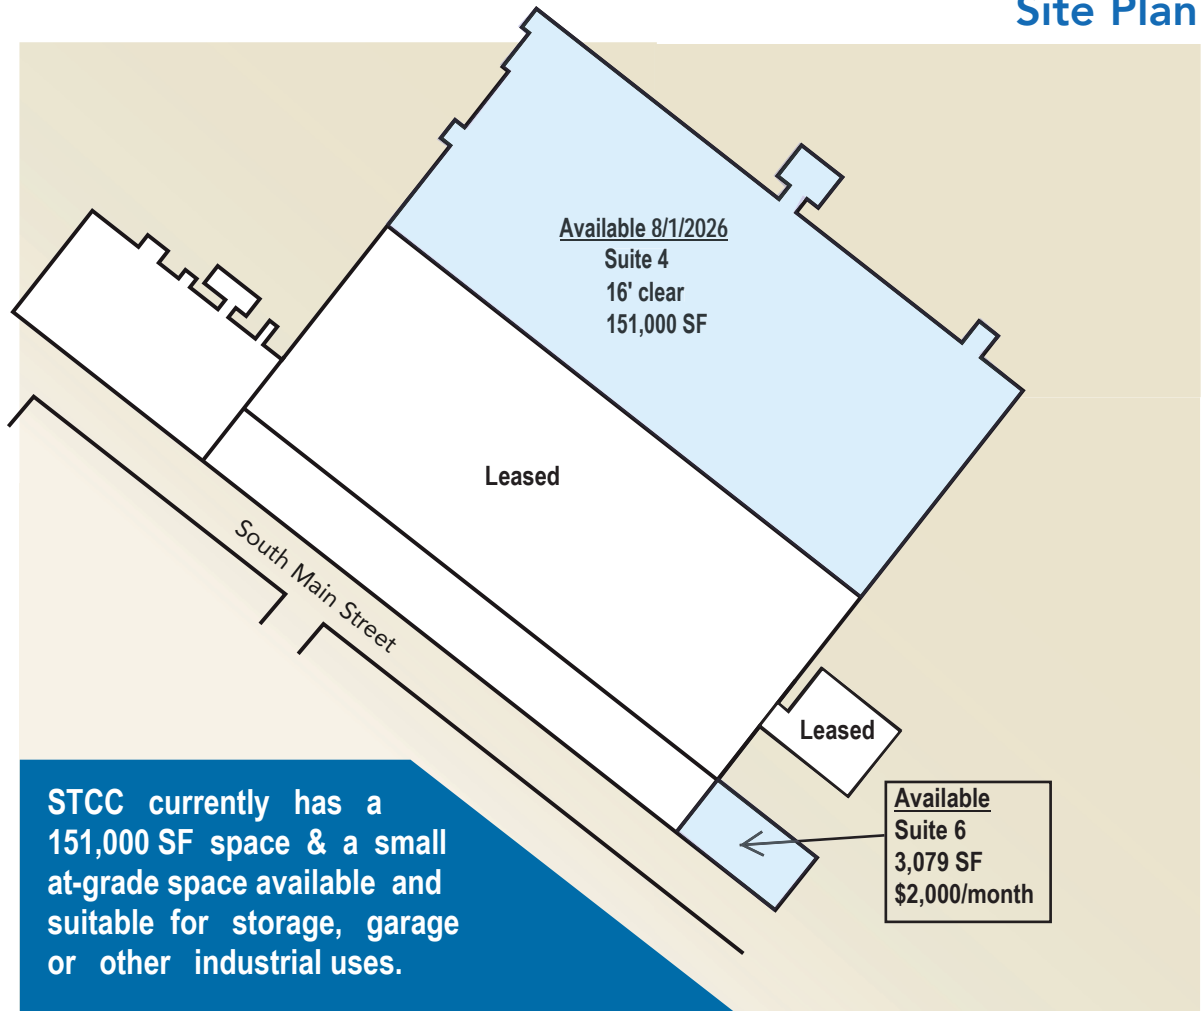 Site Plan
Available 8/1/2026
Suite 4
16' clear
151,000 SF
Leased
South Main Street
Leased
Available
Suite 6
3,079 SF
$2,000/month
STCC currently has a
151,000 SF space & a small
at-grade space available and
suitable for storage, garage
or other industrial uses.